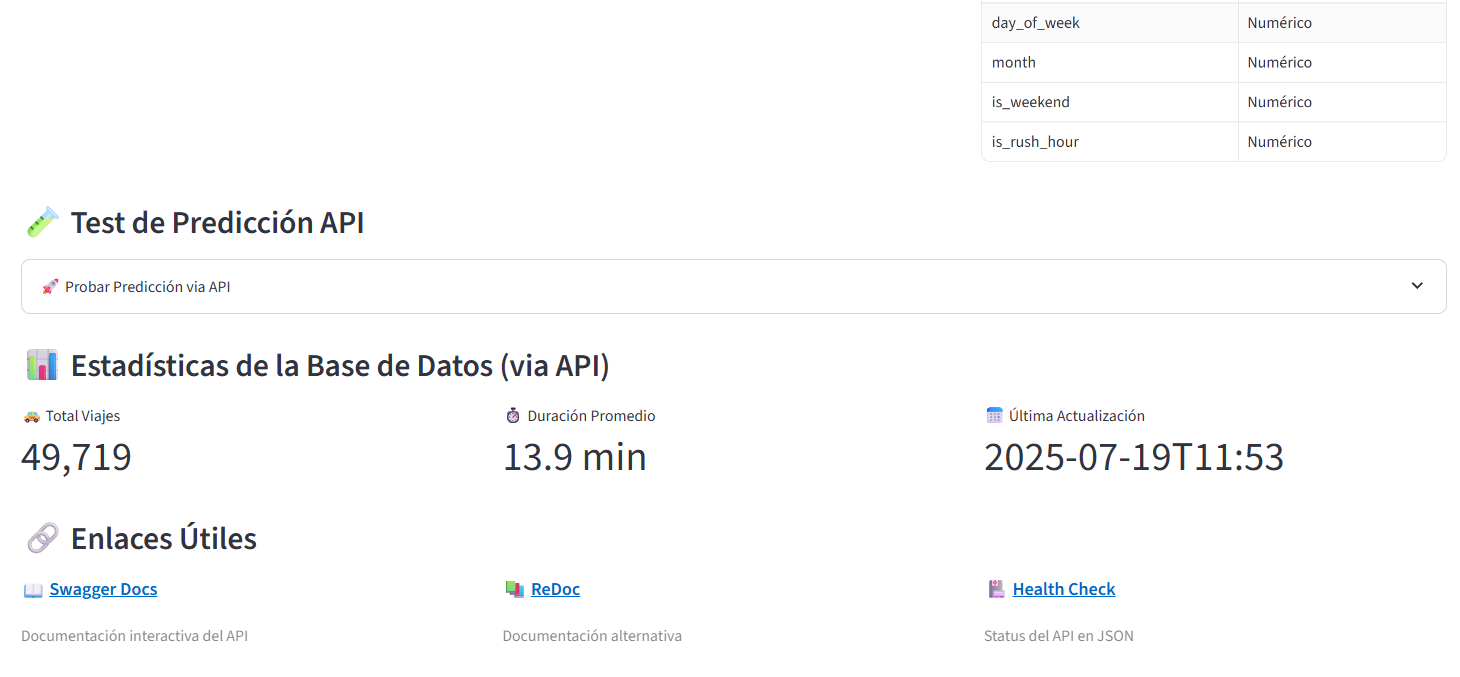 day_of_week Numérico
month Numérico
is_weekend Numérico
is_rush_hour Numérico
Test de Predicción API
Probar Predicción via API
Estadísticas de la Base de Datos (via API)
Total Viajes Duración Promedio Última Actualización
49,719 13.9 min 2025-07-19T11:53
Enlaces Útiles
Swagger Docs ReDoc Health Check
Documentación interactiva del API Documentación alternativa Status del API en JSON